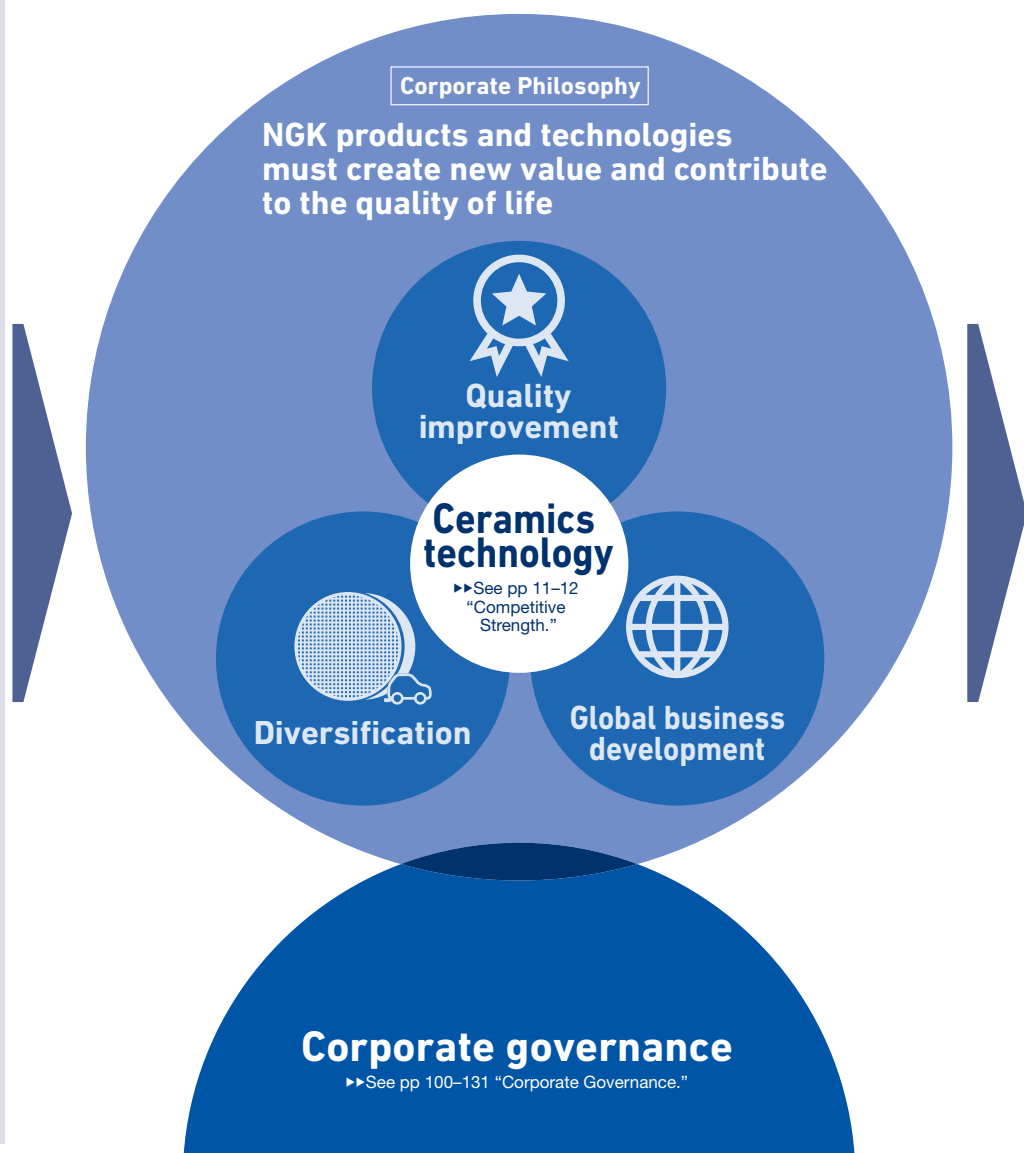 Corporate Philosophy
NGK products and technologies
must create new value and contribute
to the quality of life
Quality
improvement
Ceramics
technology
▶▶See pp 11–12
“Competitive
Strength.”
Diversification
Global business
development
Corporate governance
▶▶See pp 100–131 “Corporate Governance.”